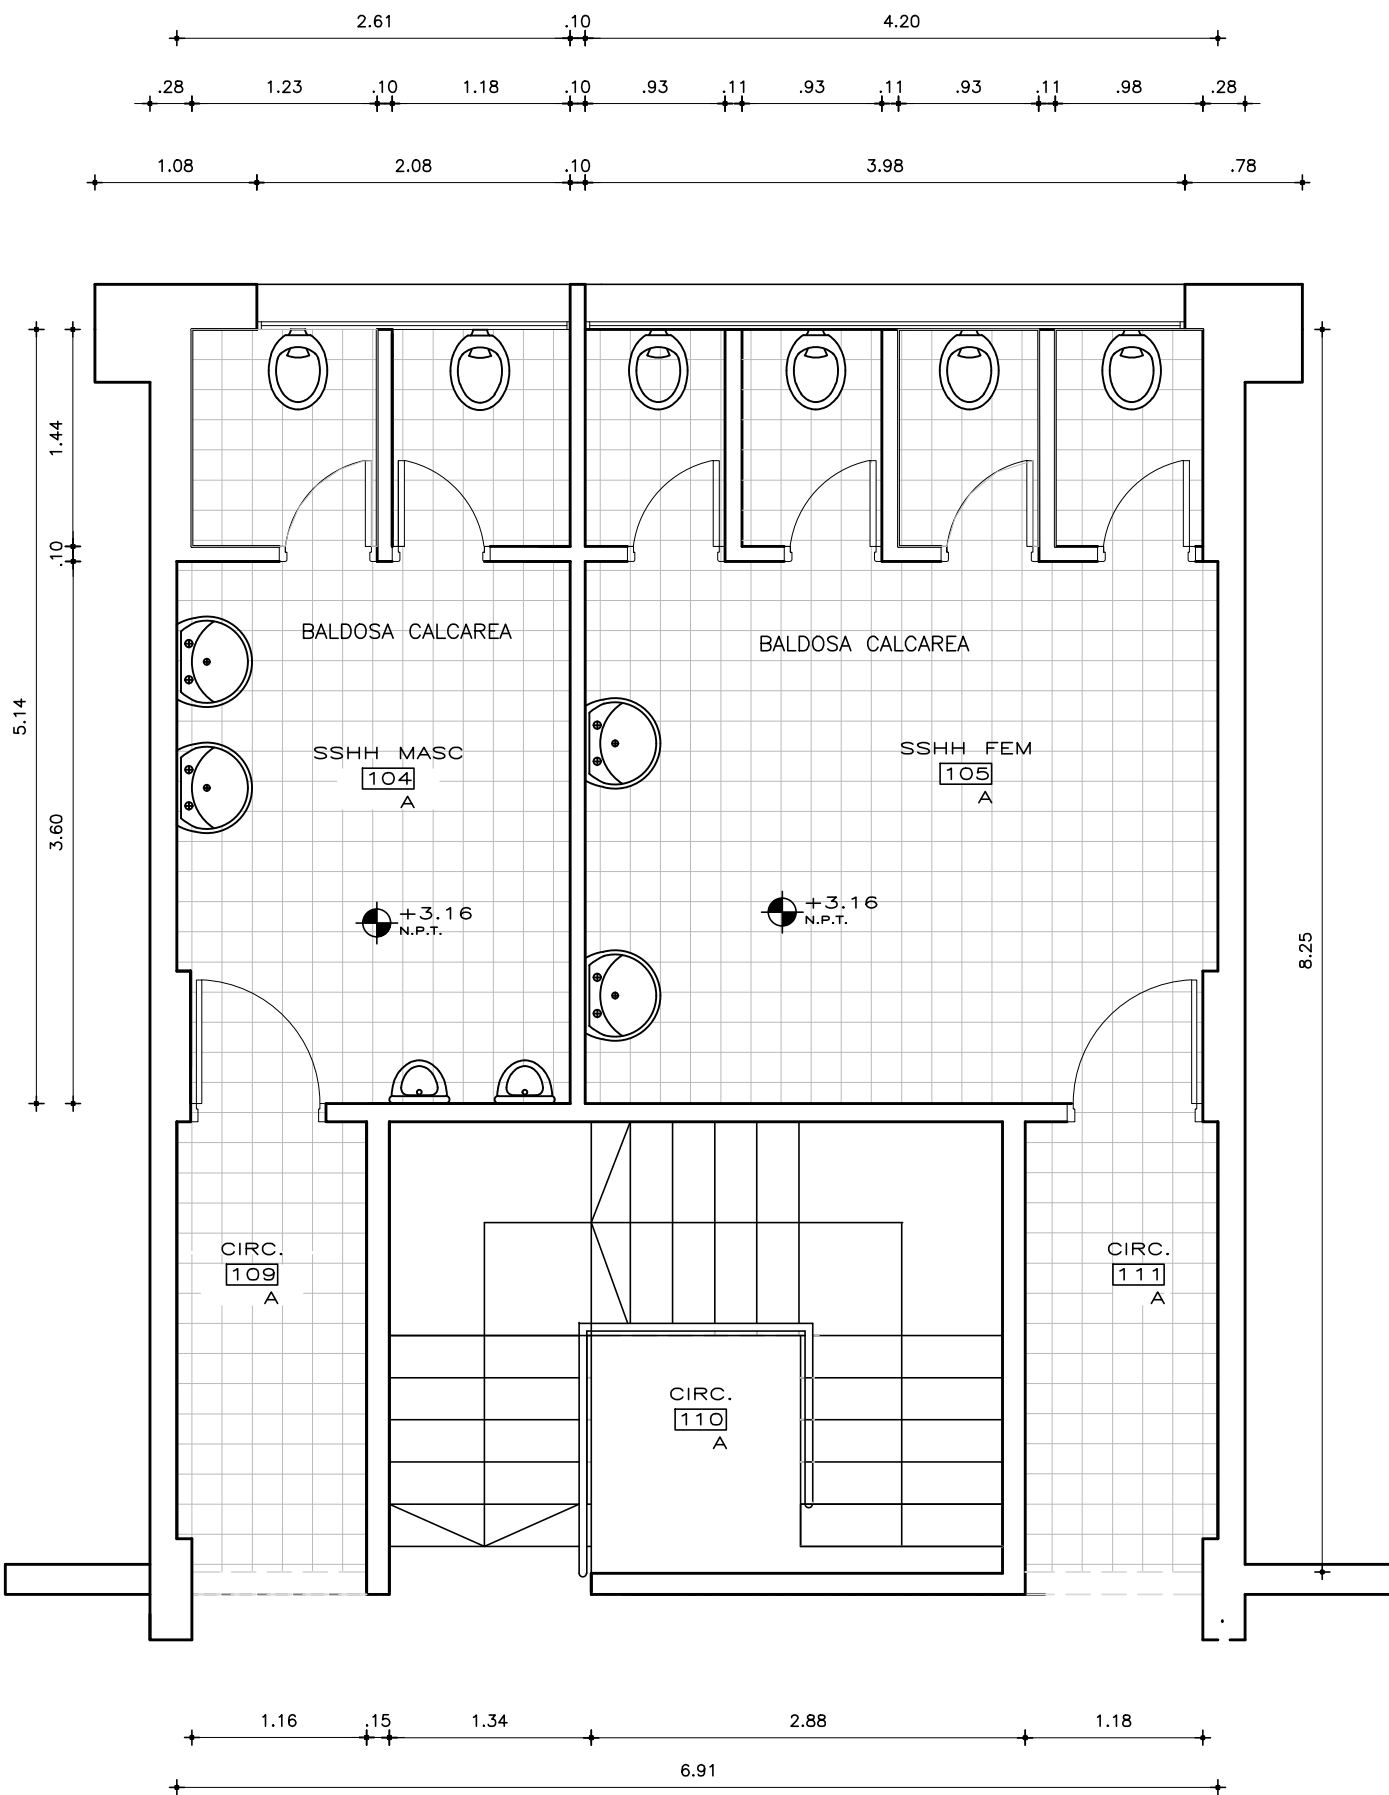 2.61 .10 4.20
.28 1.23 .10 1.18 .10 .93 .11 .93 .11 .93 .11 .98 .28
1.08 2.08 .10 3.98 .78
1.44
.10
5.14
3.60
8.25
BALDOSA CALCAREA
BALDOSA CALCAREA
SSHH MASC
104
A
SSHH FEM
105
A
+3.16
N.P.T.
+3.16
N.P.T.
CIRC.
109
A
CIRC.
111
A
CIRC.
110
A
1.16 .15 1.34 2.88 1.18
6.91